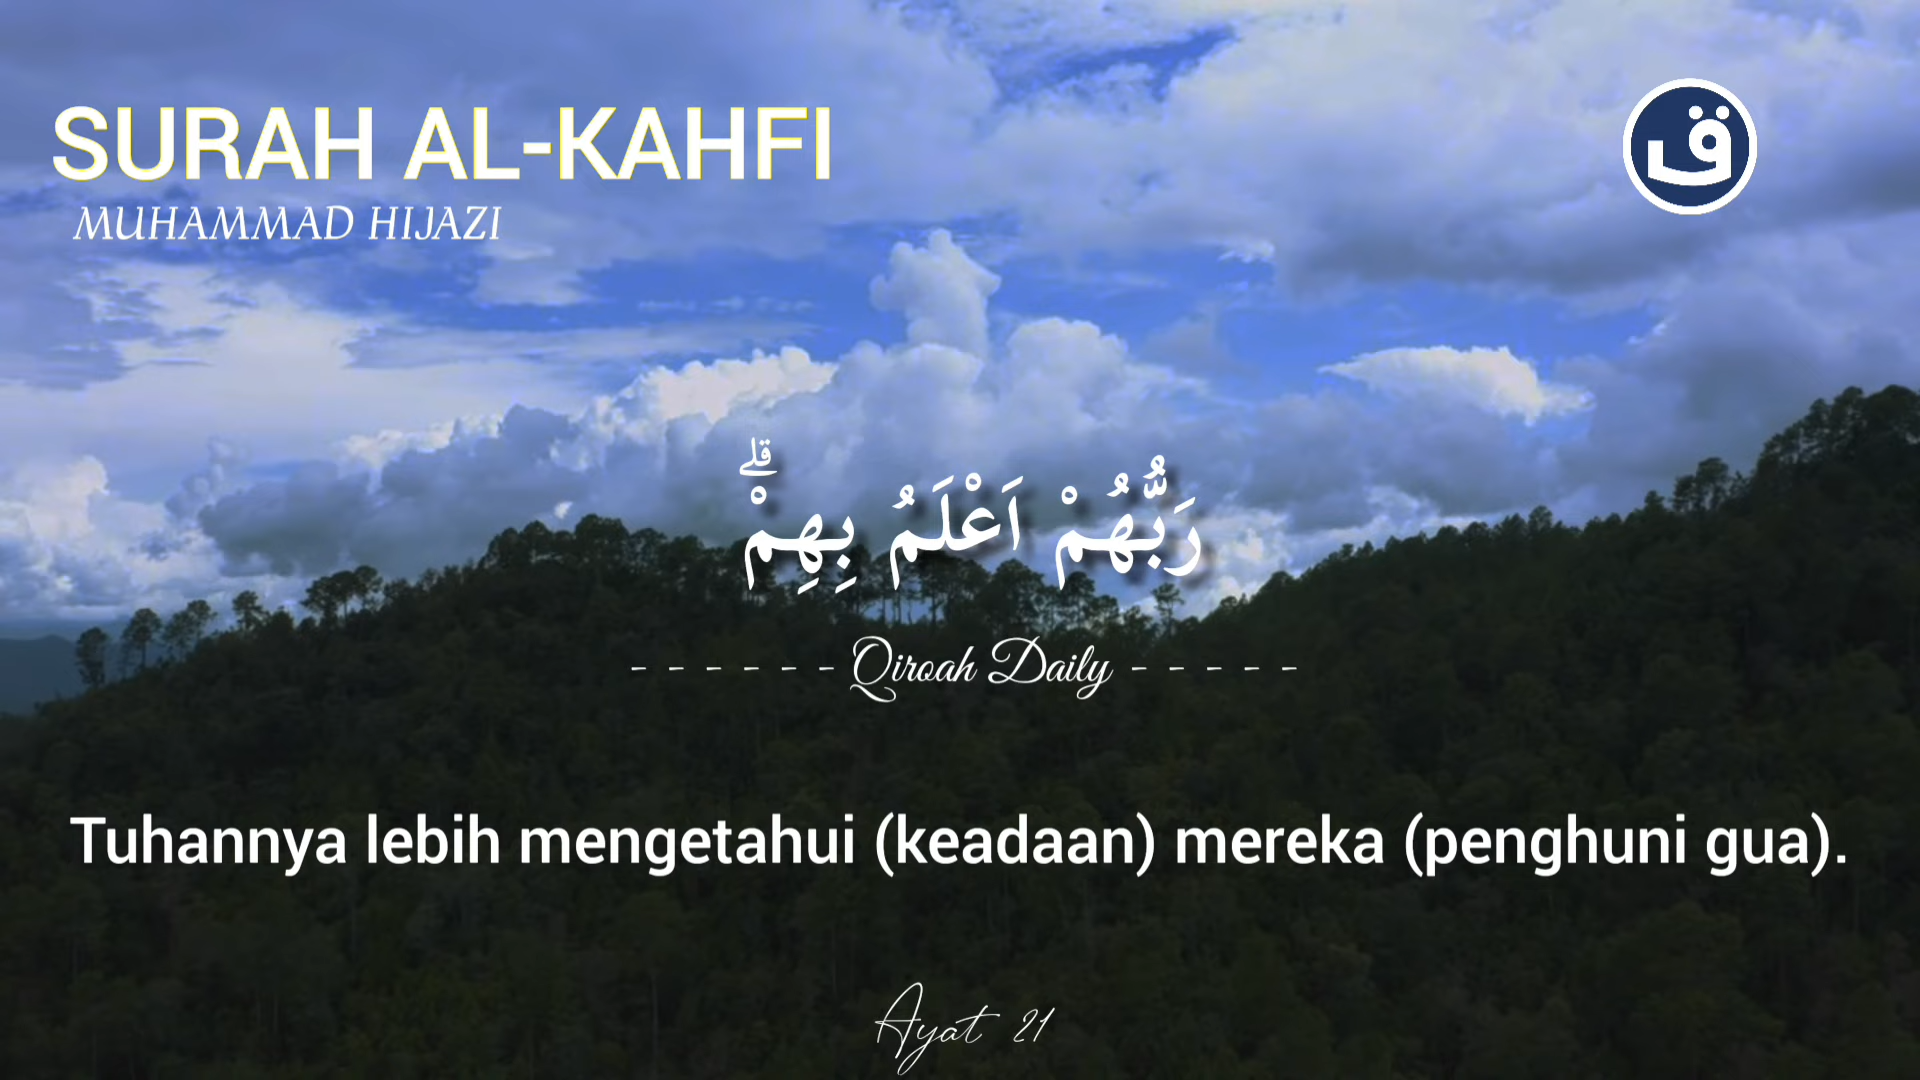 SURAH AL-KAHFI
MUHAMMAD HIJAZI
ق
رَبُّهُمْ اَعْلَمُ بِهِمْۗ
- - - - - - Qiroah Daily - - - - -
Tuhannya lebih mengetahui (keadaan) mereka (penghuni gua).
Ayat 21